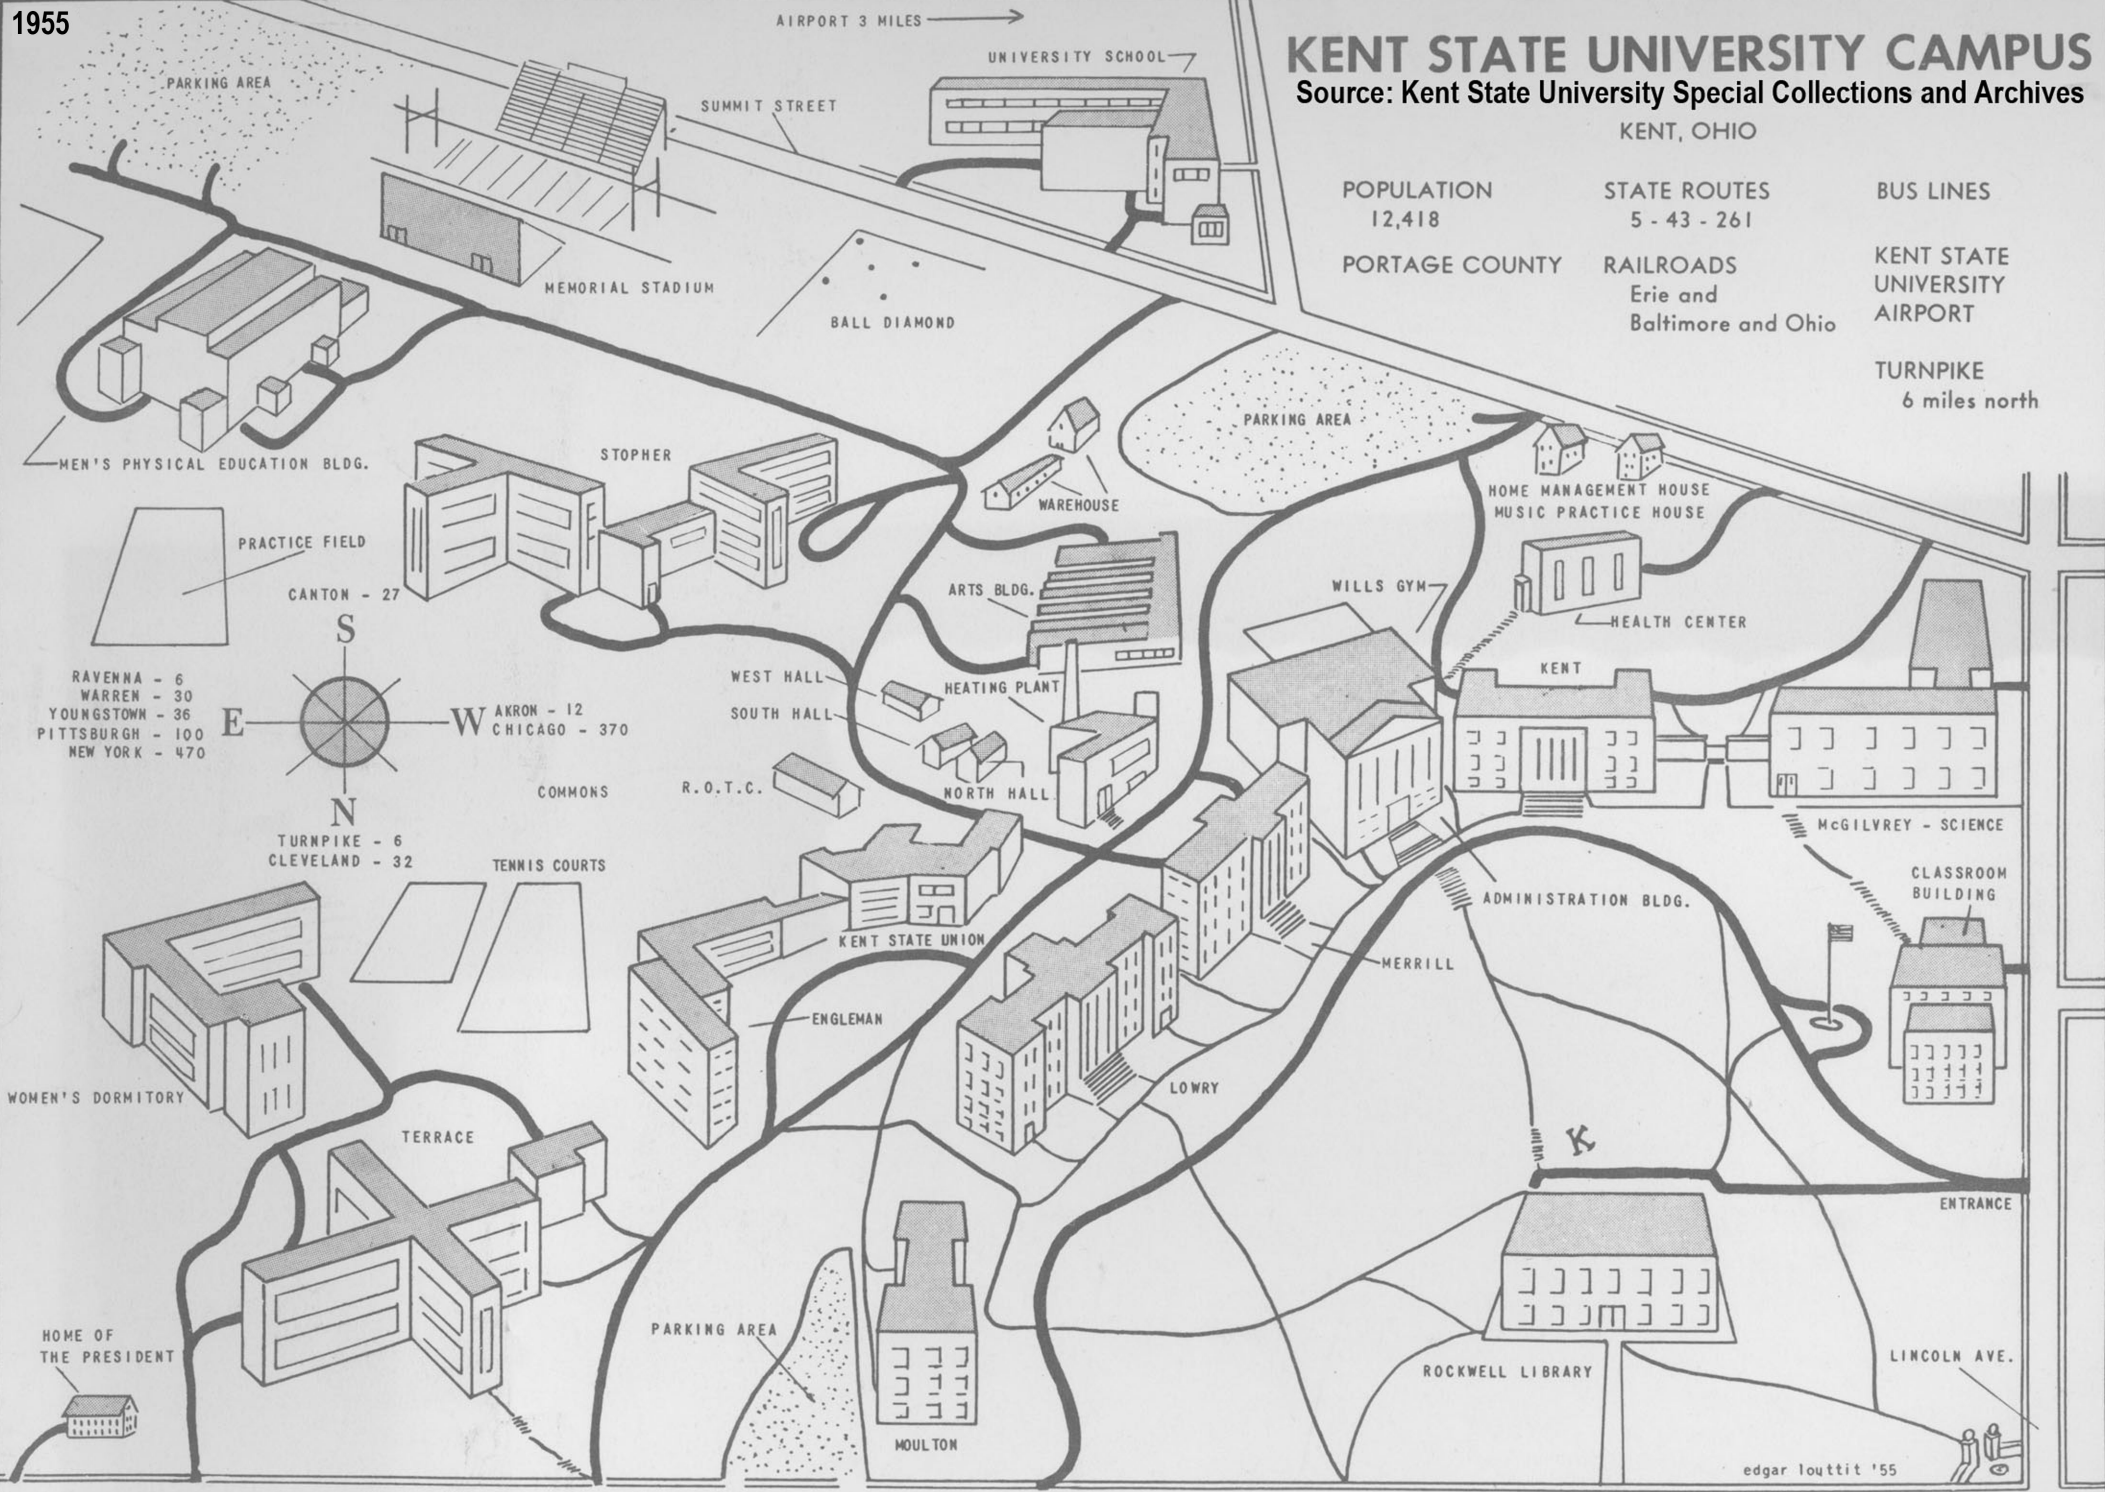 1955
AIRPORT 3 MILES
KENT STATE UNIVERSITY CAMPUS
Source: Kent State University Special Collections and Archives
KENT, OHIO
POPULATION
12,418
PORTAGE COUNTY
STATE ROUTES
5 - 43 - 261
RAILROADS
Erie and
Baltimore and Ohio
BUS LINES
KENT STATE
UNIVERSITY
AIRPORT
TURNPIKE
6 miles north
UNIVERSITY SCHOOL
PARKING AREA
SUMMIT STREET
MEMORIAL STADIUM
BALL DIAMOND
PARKING AREA
MEN'S PHYSICAL EDUCATION BLDG.
STOPHER
WAREHOUSE
HOME MANAGEMENT HOUSE
MUSIC PRACTICE HOUSE
PRACTICE FIELD
CANTON - 27
S
ARTS BLDG.
WILLS GYM
HEALTH CENTER
RAVENNA - 6
WARREN - 30
YOUNGSTOWN - 36
PITTSBURGH - 100
NEW YORK - 470
E
W
AKRON - 12
CHICAGO - 370
WEST HALL
SOUTH HALL
HEATING PLANT
KENT
N
TURNPIKE - 6
CLEVELAND - 32
COMMONS
R.O.T.C.
NORTH HALL
McGILVREY - SCIENCE
TENNIS COURTS
CLASSROOM
BUILDING
ADMINISTRATION BLDG.
KENT STATE UNION
MERRILL
ENGLEMAN
LOWRY
WOMEN'S DORMITORY
TERRACE
K
ENTRANCE
HOME OF
THE PRESIDENT
PARKING AREA
ROCKWELL LIBRARY
LINCOLN AVE.
MOULTON
edgar louttit '55